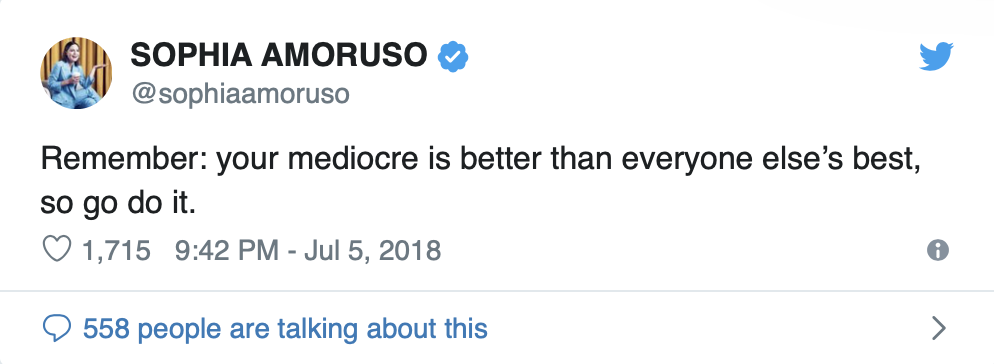 SOPHIA AMORUSO
@sophiaamoruso
Remember: your mediocre is better than everyone else’s best,
so go do it.
1,715 9:42 PM - Jul 5, 2018
558 people are talking about this